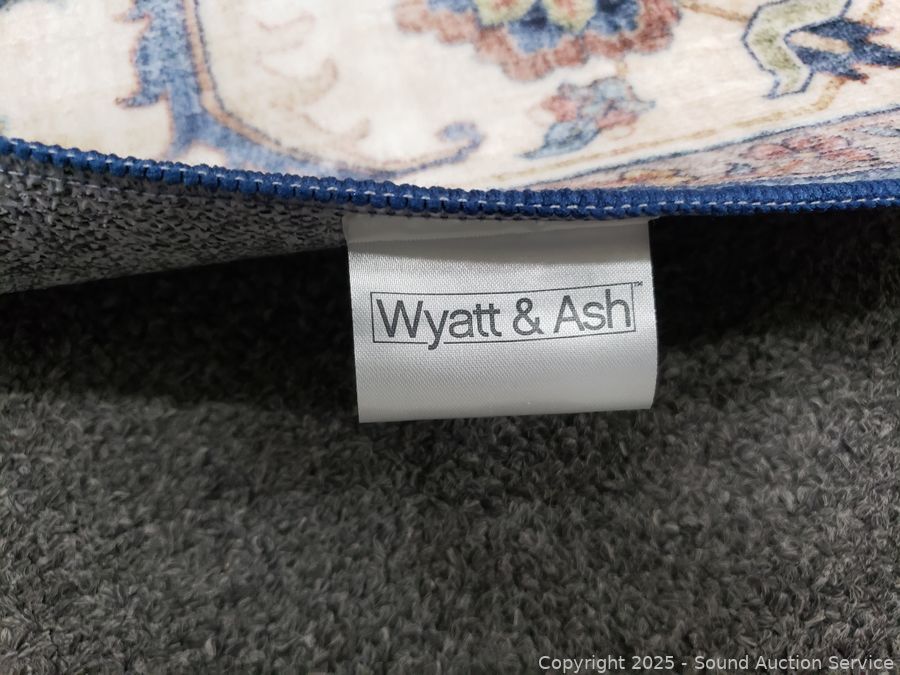 Wyatt & Ash™
Copyright 2025 - Sound Auction Service